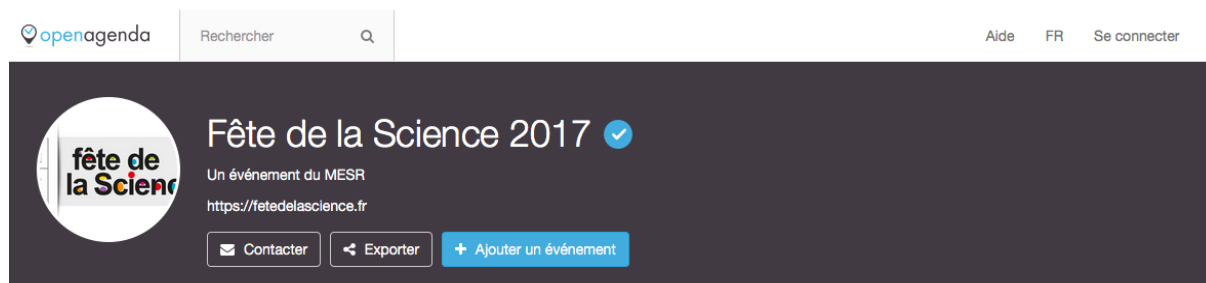 openagenda Rechercher Aide FR Se connecter
fête de
la Scienc
Fête de la Science 2017
Un événement du MESR
https://fetedelascience.fr
Contacter Exporter + Ajouter un événement